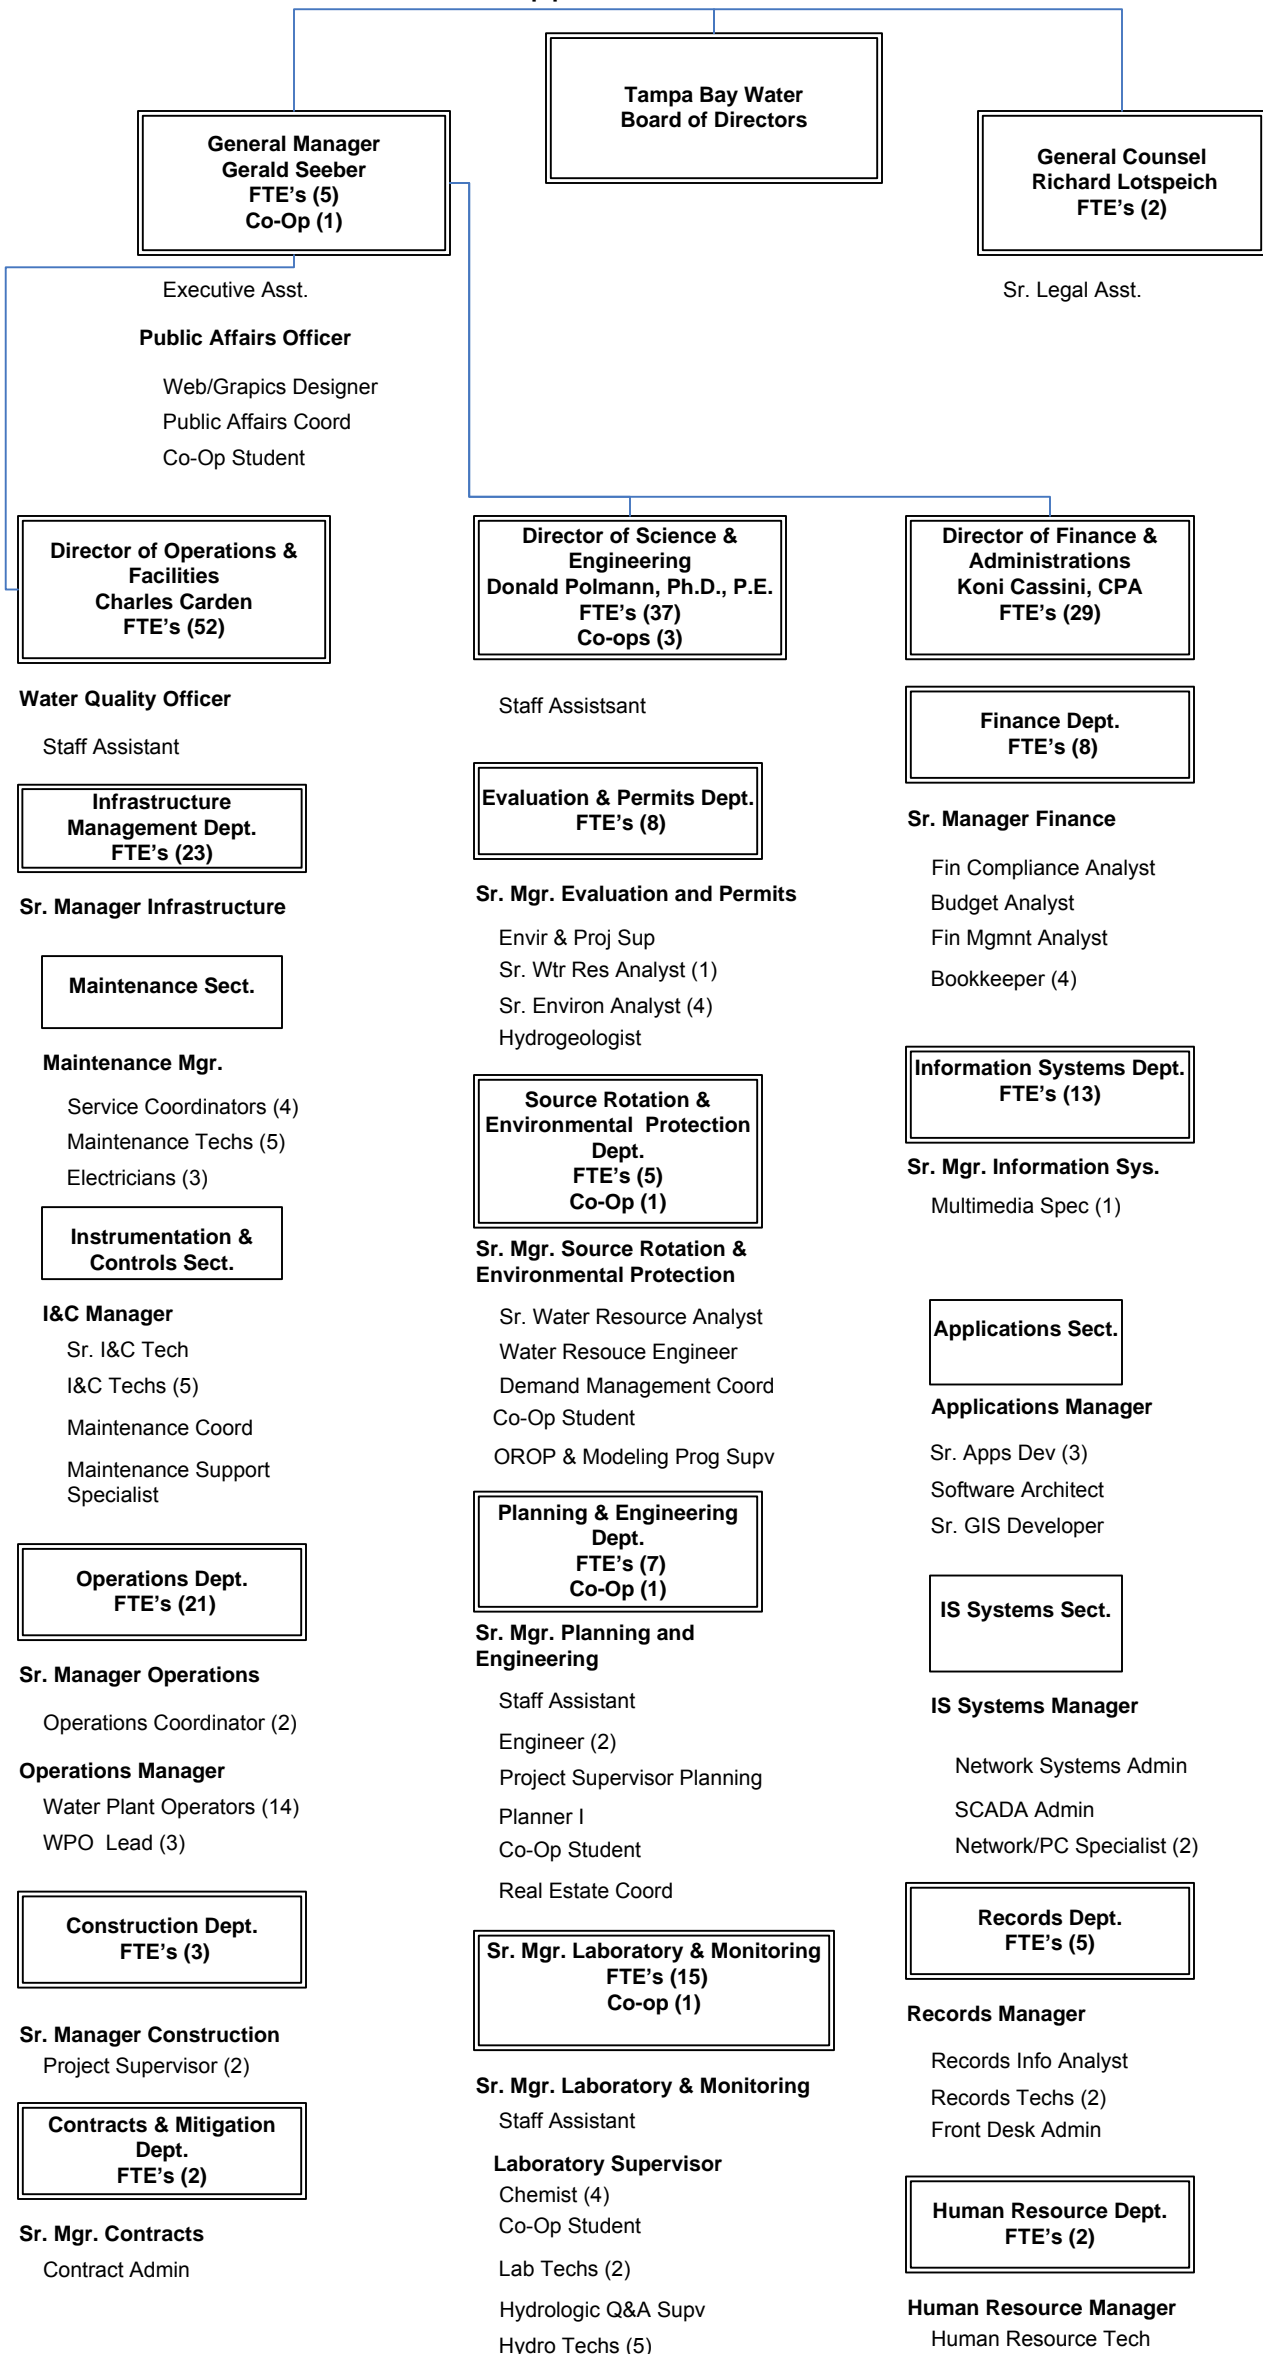 Tampa Bay Water
Board of Directors
General Manager
Gerald Seeber
FTE's (5)
Co-Op (1)
General Counsel
Richard Lotspeich
FTE's (2)
Executive Asst.
Public Affairs Officer
Web/Grapics Designer
Public Affairs Coord
Co-Op Student
Sr. Legal Asst.
Director of Operations &
Facilities
Charles Carden
FTE's (52)
Water Quality Officer
Staff Assistant
Infrastructure
Management Dept.
FTE's (23)
Sr. Manager Infrastructure
Maintenance Sect.
Maintenance Mgr.
Service Coordinators (4)
Maintenance Techs (5)
Electricians (3)
Instrumentation &
Controls Sect.
I&C Manager
Sr. I&C Tech
I&C Techs (5)
Maintenance Coord
Maintenance Support
Specialist
Operations Dept.
FTE's (21)
Sr. Manager Operations
Operations Coordinator (2)
Operations Manager
Water Plant Operators (14)
WPO  Lead (3)
Construction Dept.
FTE's (3)
Sr. Manager Construction
Project Supervisor (2)
Contracts & Mitigation
Dept.
FTE's (2)
Sr. Mgr. Contracts
Contract Admin
Director of Science &
Engineering
Donald Polmann, Ph.D., P.E.
FTE's (37)
Co-ops (3)
Staff Assistsant
Evaluation & Permits Dept.
FTE's (8)
Sr. Mgr. Evaluation and Permits
Envir & Proj Sup
Sr. Wtr Res Analyst (1)
Sr. Environ Analyst (4)
Hydrogeologist
Source Rotation &
Environmental  Protection
Dept.
FTE's (5)
Co-Op (1)
Sr. Mgr. Source Rotation &
Environmental Protection
Sr. Water Resource Analyst
Water Resouce Engineer
Demand Management Coord
Co-Op Student
OROP & Modeling Prog Supv
Planning & Engineering
Dept.
FTE's (7)
Co-Op (1)
Sr. Mgr. Planning and
Engineering
Staff Assistant
Engineer (2)
Project Supervisor Planning
Planner I
Co-Op Student
Real Estate Coord
Sr. Mgr. Laboratory & Monitoring
FTE's (15)
Co-op (1)
Sr. Mgr. Laboratory & Monitoring
Staff Assistant
Laboratory Supervisor
Chemist (4)
Co-Op Student
Lab Techs (2)
Hydrologic Q&A Supv
Hydro Techs (5)
Director of Finance &
Administrations
Koni Cassini, CPA
FTE's (29)
Finance Dept.
FTE's (8)
Sr. Manager Finance
Fin Compliance Analyst
Budget Analyst
Fin Mgmnt Analyst
Bookkeeper (4)
Information Systems Dept.
FTE's (13)
Sr. Mgr. Information Sys.
Multimedia Spec (1)
Applications Sect.
Applications Manager
Sr. Apps Dev (3)
Software Architect
Sr. GIS Developer
IS Systems Sect.
IS Systems Manager
Network Systems Admin
SCADA Admin
Network/PC Specialist (2)
Records Dept.
FTE's (5)
Records Manager
Records Info Analyst
Records Techs (2)
Front Desk Admin
Human Resource Dept.
FTE's (2)
Human Resource Manager
Human Resource Tech